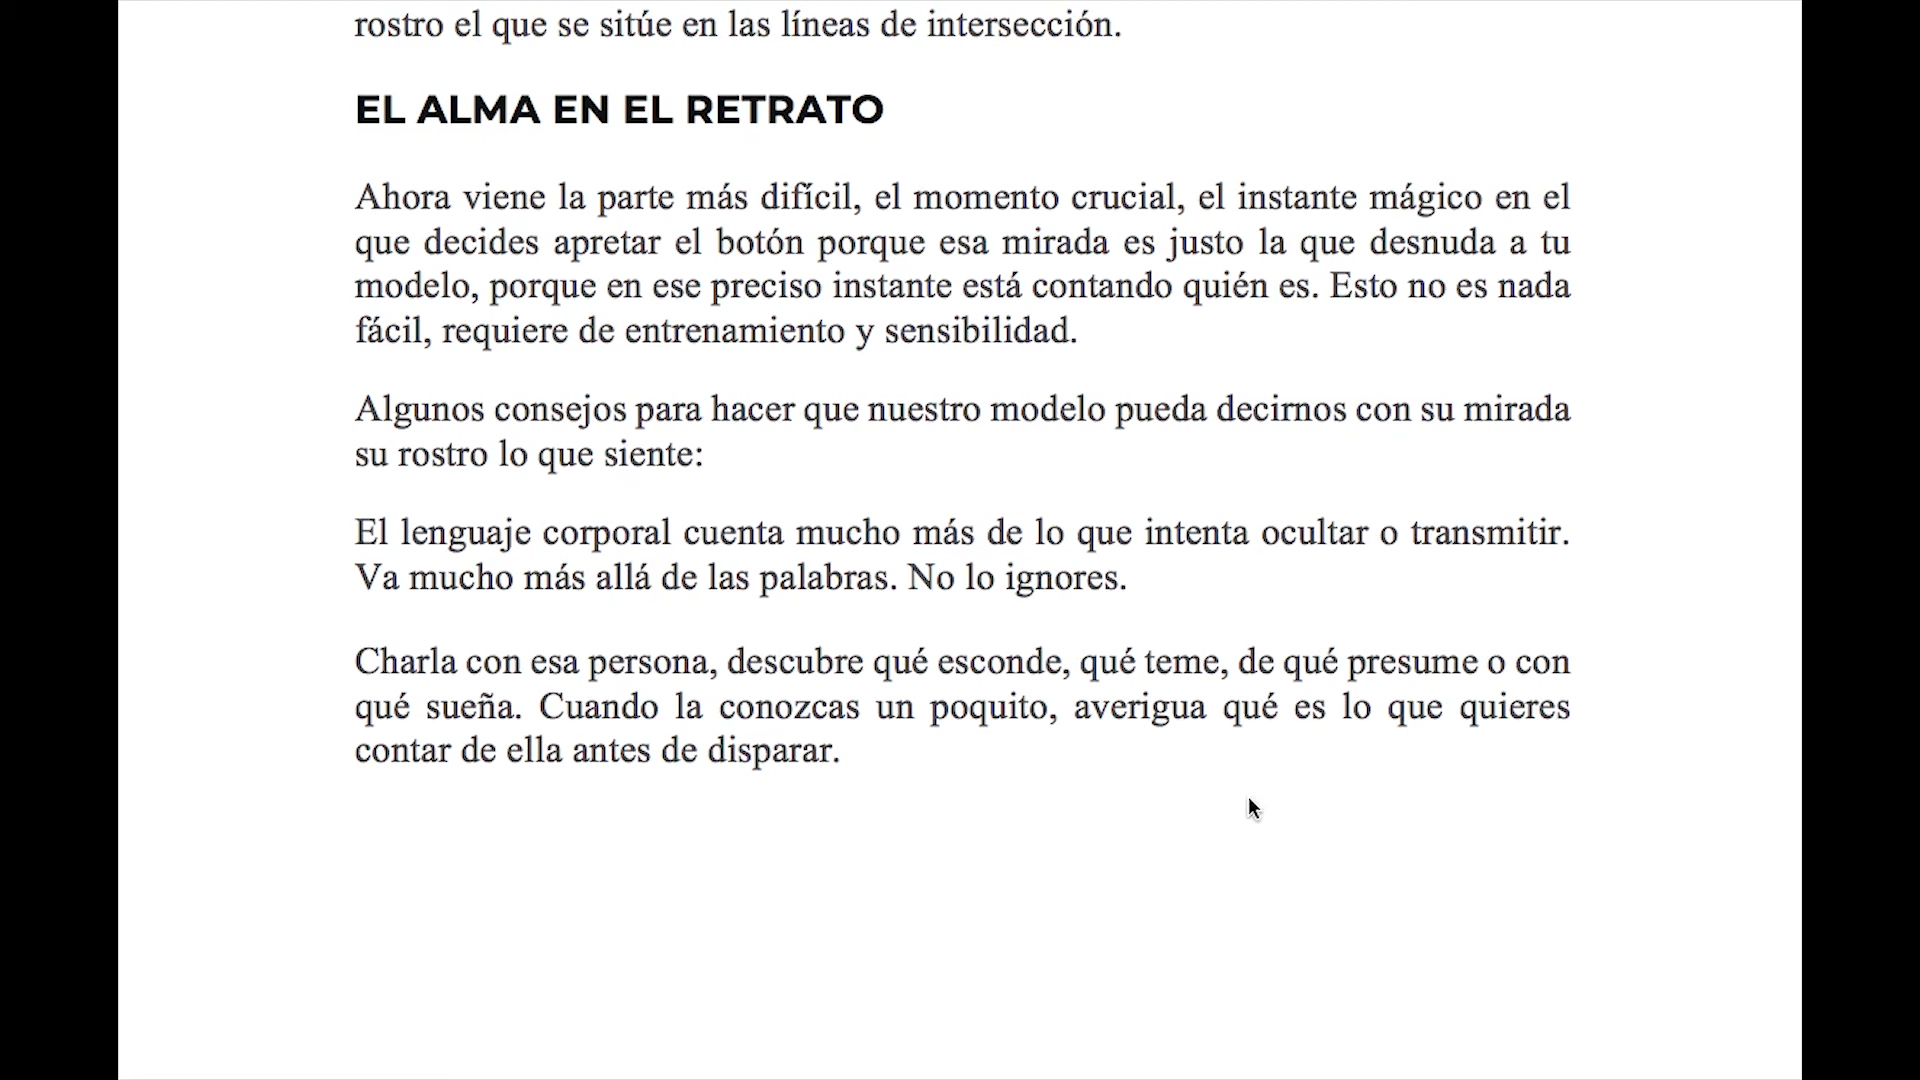 rostro el que se sitúe en las líneas de intersección.
EL ALMA EN EL RETRATO
Ahora viene la parte más difícil, el momento crucial, el instante mágico en el
que decides apretar el botón porque esa mirada es justo la que desnuda a tu
modelo, porque en ese preciso instante está contando quién es. Esto no es nada
fácil, requiere de entrenamiento y sensibilidad.
Algunos consejos para hacer que nuestro modelo pueda decirnos con su mirada
su rostro lo que siente:
El lenguaje corporal cuenta mucho más de lo que intenta ocultar o transmitir.
Va mucho más allá de las palabras. No lo ignores.
Charla con esa persona, descubre qué esconde, qué teme, de qué presume o con
qué sueña. Cuando la conozcas un poquito, averigua qué es lo que quieres
contar de ella antes de disparar.